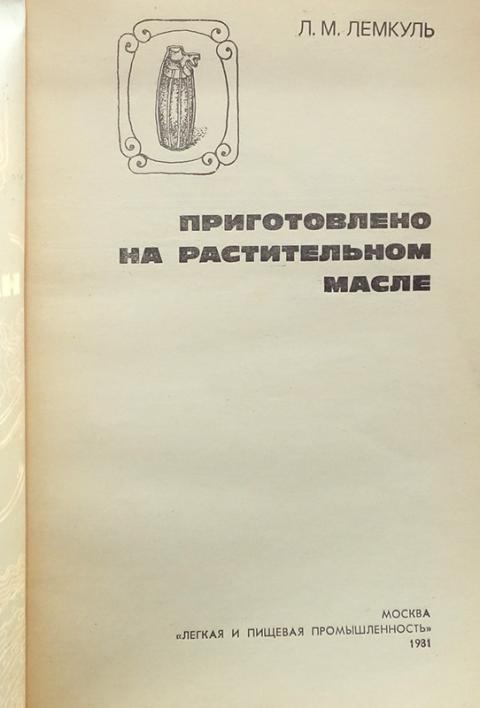 Л. М. ЛЕМКУЛЬ
ПРИГОТОВЛЕНО
НА РАСТИТЕЛЬНОМ
МАСЛЕ
МОСКВА
«ЛЕГКАЯ И ПИЩЕВАЯ ПРОМЫШЛЕННОСТЬ»
1981